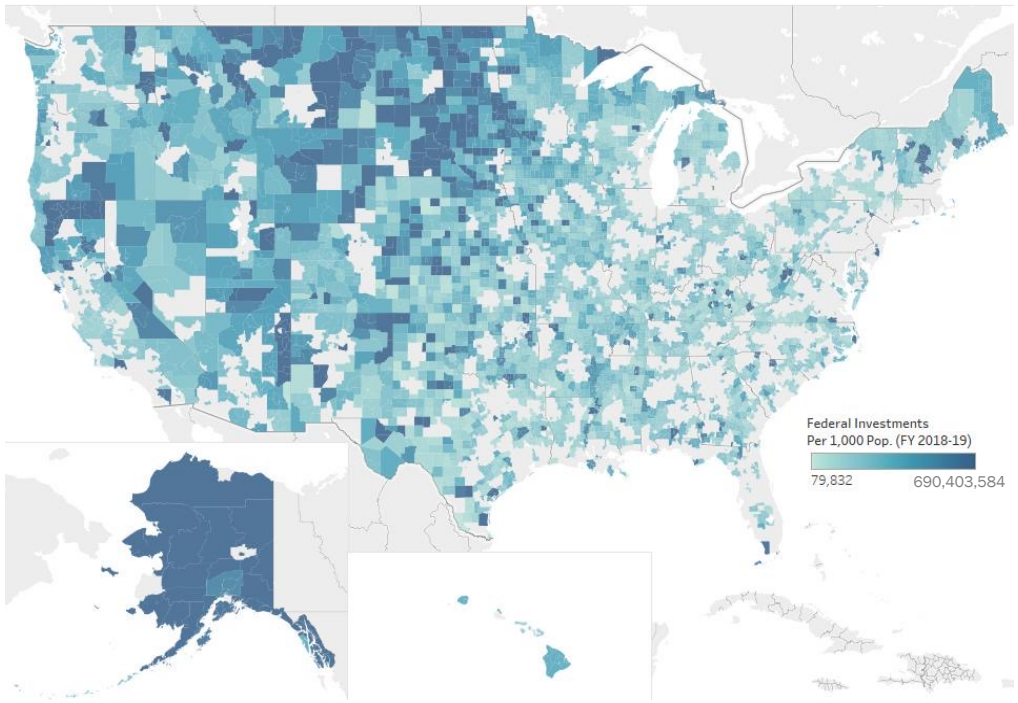 Federal Investments
Per 1,000 Pop. (FY 2018-19)
79,832 690,403,584